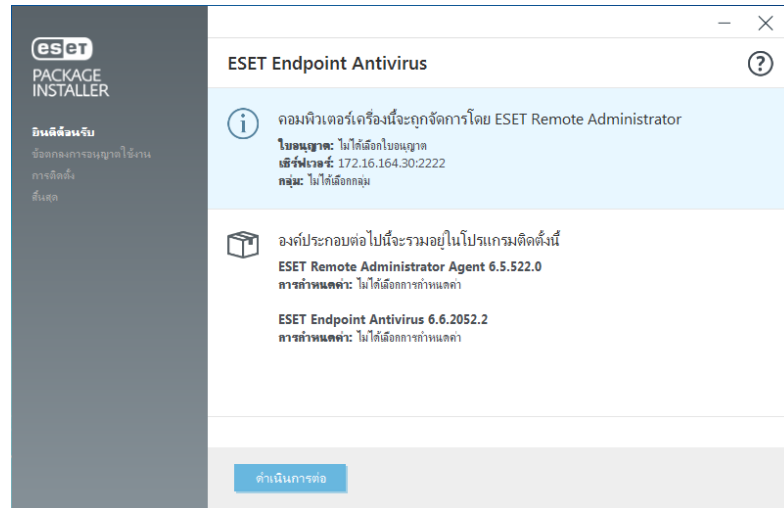 eset
PACKAGE
INSTALLER
ยินดีต้อนรับ
ข้อตกลงการอนุญาตใช้งาน
การติดตั้ง
สิ้นสุด
ESET Endpoint Antivirus
?
คอมพิวเตอร์เครื่องนี้จะถูกจัดการโดย ESET Remote Administrator
ใบอนุญาต: ไม่ได้เลือกใบอนุญาต
เซิร์ฟเวอร์: 172.16.164.30:2222
กลุ่ม: ไม่ได้เลือกกลุ่ม
องค์ประกอบต่อไปนี้จะรวมอยู่ในโปรแกรมติดตั้งนี้
ESET Remote Administrator Agent 6.5.522.0
การกำหนดค่า: ไม่ได้เลือกการกำหนดค่า
ESET Endpoint Antivirus 6.6.2052.2
การกำหนดค่า: ไม่ได้เลือกการกำหนดค่า
ดำเนินการต่อ